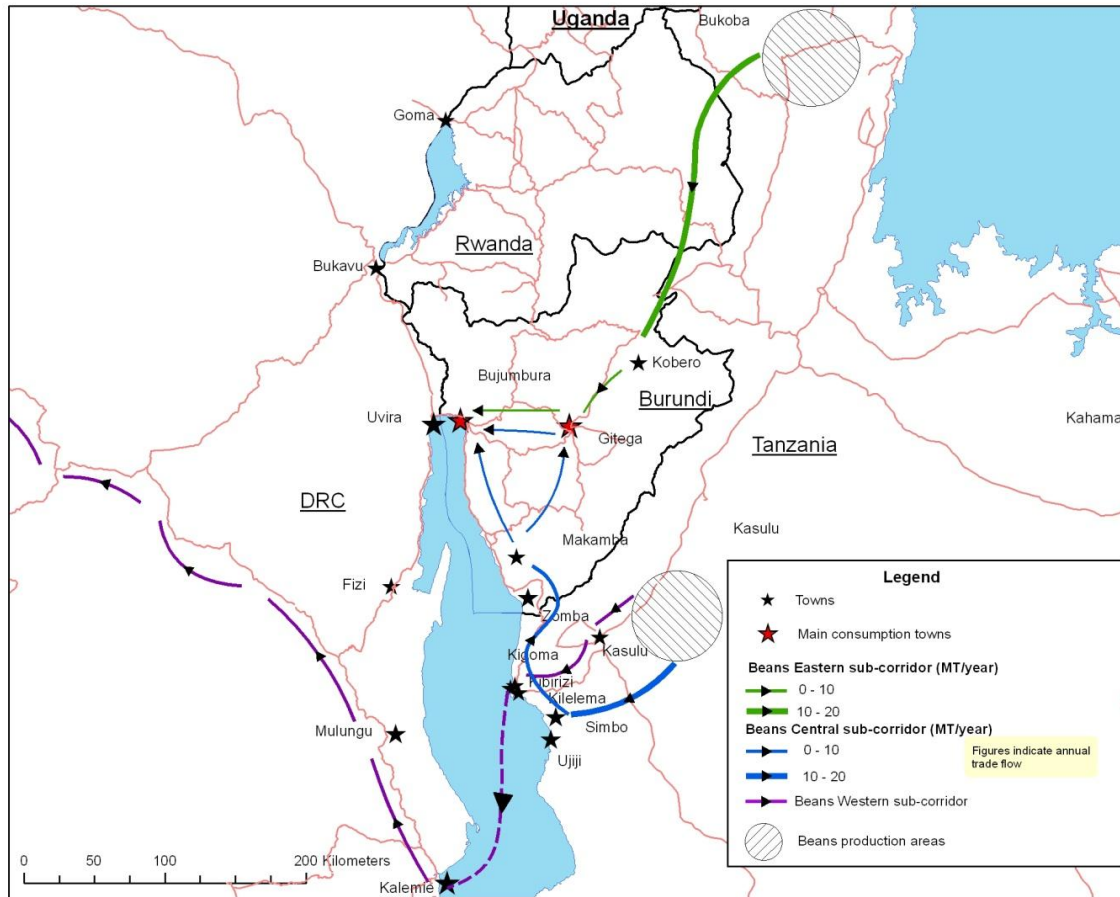 Uganda
Bukoba
Goma
Rwanda
Bukavu
Kobero
Bujumbura
Burundi
Uvira
Gitega
Kahama
Tanzania
DRC
Kasulu
Makamba
Fizi
Zomba
Kasulu
Kigoma
Kibirizi
Kilelema
Simbo
Mulungu
Ujiji
Kalemie
0 50 100 200 Kilometers
Legend
Towns
Main consumption towns
Beans Eastern sub-corridor (MT/year)
0 - 10
10 - 20
Beans Central sub-corridor (MT/year)
0 - 10
10 - 20
Figures indicate annual
trade flow
Beans Western sub-corridor
Beans production areas